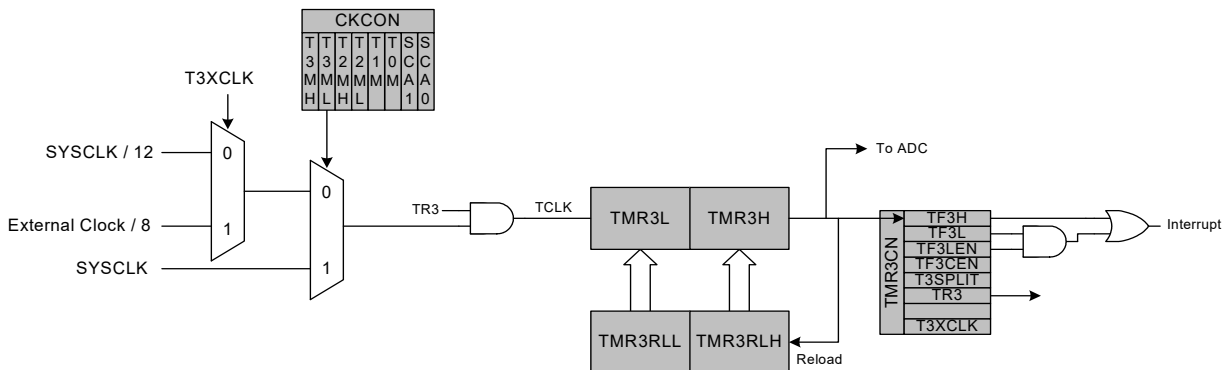 CKCON
T3MH
T3ML
T2MH
T2ML
T1M
T0M
SCA1
SCA0
T3XCLK
SYSCLK / 12
0
External Clock / 8
1
SYSCLK
0
1
TR3
TCLK
TMR3L
TMR3H
To ADC
TMR3RLL
TMR3RLH
Reload
TMR3CN
TF3H
TF3L
TF3LEN
TF3CEN
T3SPLIT
TR3
T3XCLK
Interrupt